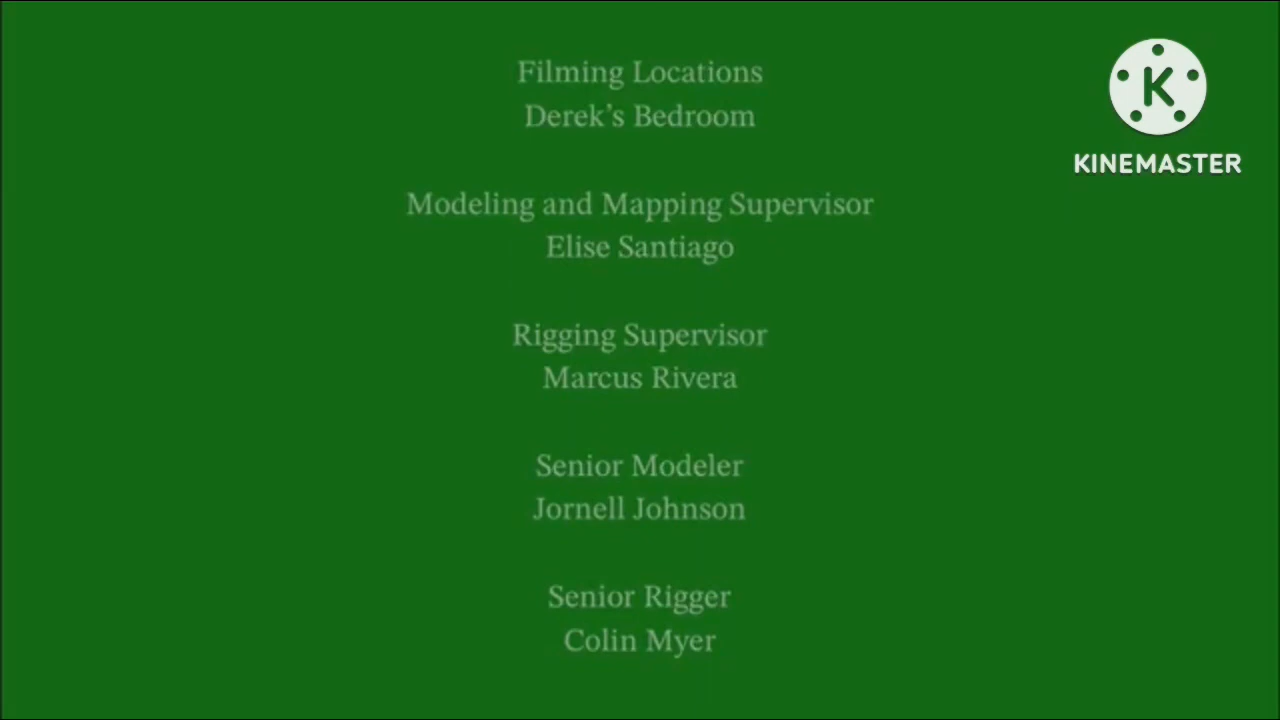 Filming Locations
Derek's Bedroom
Modeling and Mapping Supervisor
Elise Santiago
Rigging Supervisor
Marcus Rivera
Senior Modeler
Jornell Johnson
Senior Rigger
Colin Myer
K
KINEMASTER